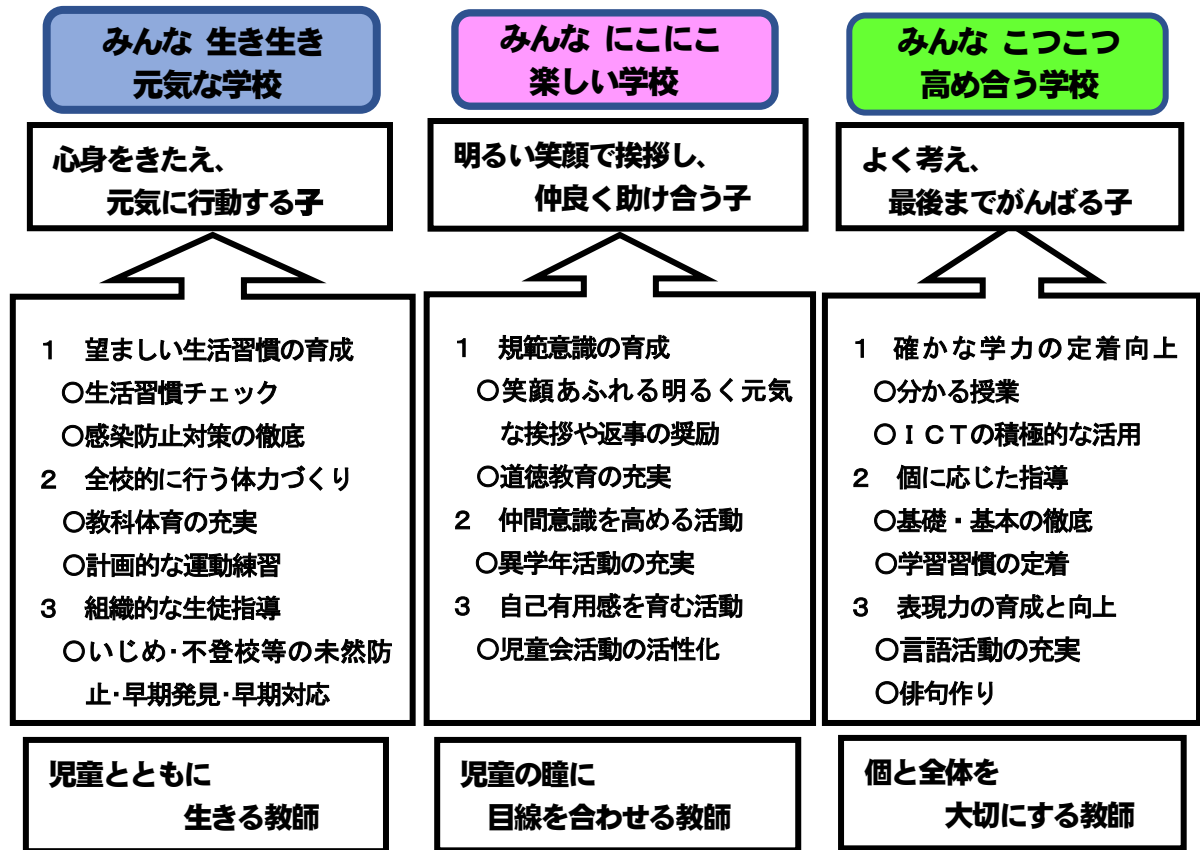 みんな 生き生き
元気な学校
心身をきたえ、
元気に行動する子
1 望ましい生活習慣の育成
○生活習慣チェック
○感染防止対策の徹底
2 全校的に行う体力づくり
○教科体育の充実
○計画的な運動練習
3 組織的な生徒指導
○いじめ・不登校等の未然防
止・早期発見・早期対応
児童とともに
生きる教師
みんな にこにこ
楽しい学校
明るい笑顔で挨拶し、
仲良く助け合う子
1 規範意識の育成
○笑顔あふれる明るく元気
な挨拶や返事の奨励
○道徳教育の充実
2 仲間意識を高める活動
○異学年活動の充実
3 自己有用感を育む活動
○児童会活動の活性化
児童の瞳に
目線を合わせる教師
みんな こつこつ
高め合う学校
よく考え、
最後までがんばる子
1 確かな学力の定着向上
○分かる授業
○ＩＣＴの積極的な活用
2 個に応じた指導
○基礎・基本の徹底
○学習習慣の定着
3 表現力の育成と向上
○言語活動の充実
○俳句作り
個と全体を
大切にする教師